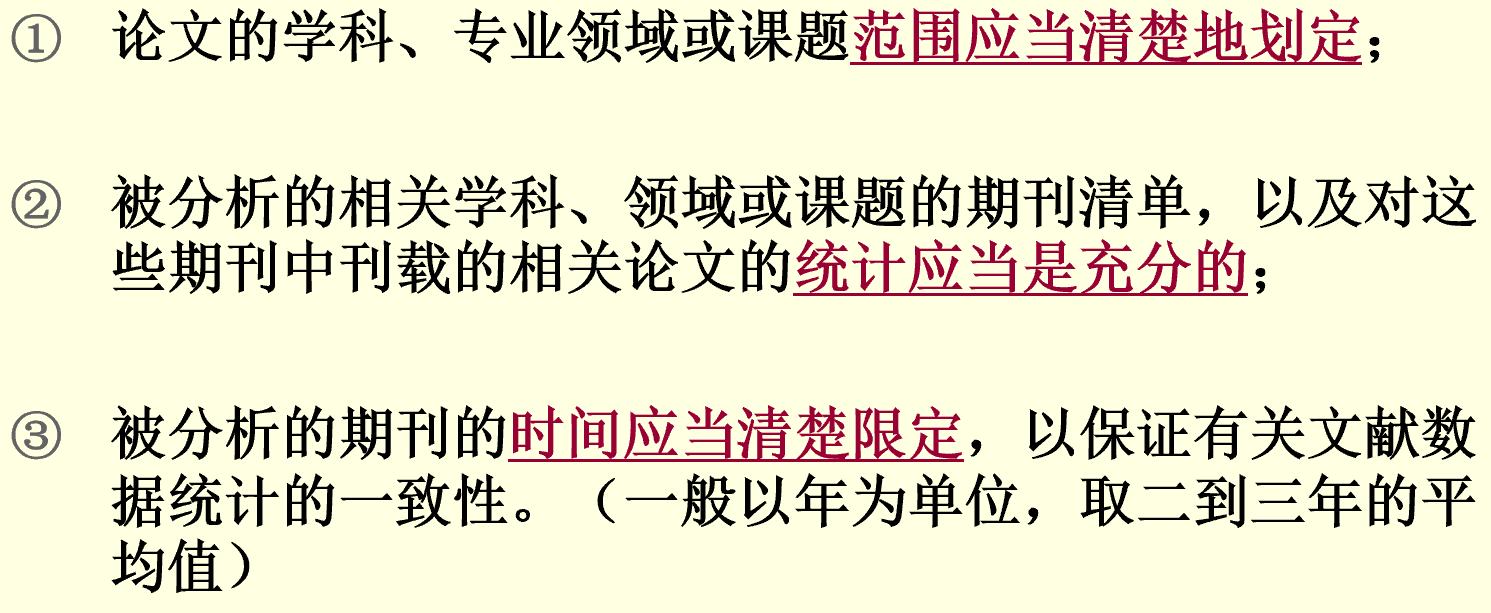 ① 论文的学科、专业领域或课题范围应当清楚地划定；
② 被分析的相关学科、领域或课题的期刊清单，以及对这
些期刊中刊载的相关论文的统计应当是充分的；
③ 被分析的期刊的时间应当清楚限定，以保证有关文献数
据统计的一致性。（一般以年为单位，取二到三年的平
均值）